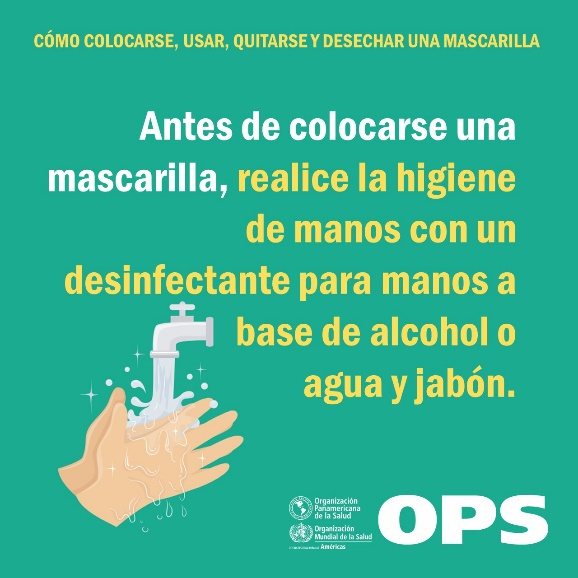 CÓMO COLOCARSE, USAR, QUITARSE Y DESECHAR UNA MASCARILLA
Antes de colocarse una
mascarilla, realice la higiene
de manos con un
desinfectante para manos a
base de alcohol o
agua y jabón.
Organización
Panamericana
de la Salud
Organización
Mundial de la Salud
Américas
OPS